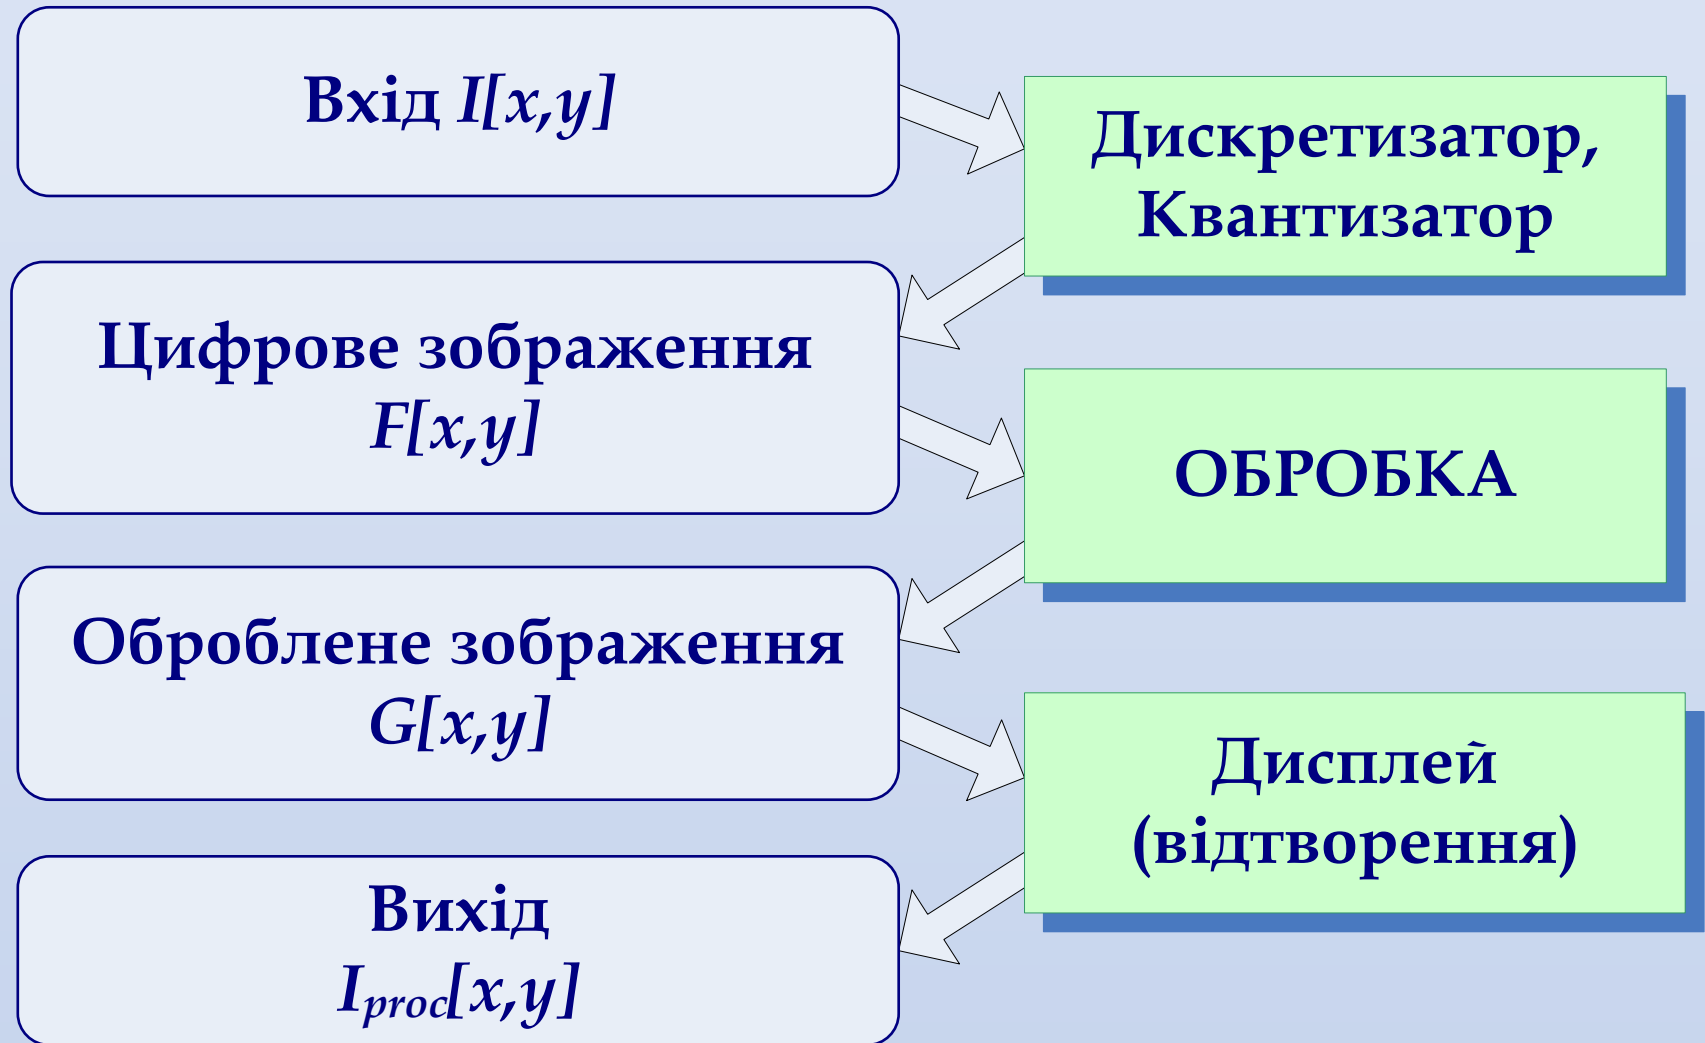 Вхід I[x,y]
Дискретизатор,
Квантизатор
Цифрове зображення
F[x,y]
ОБРОБКА
Оброблене зображення
G[x,y]
Дисплей
(відтворення)
Вихід
Iproc[x,y]